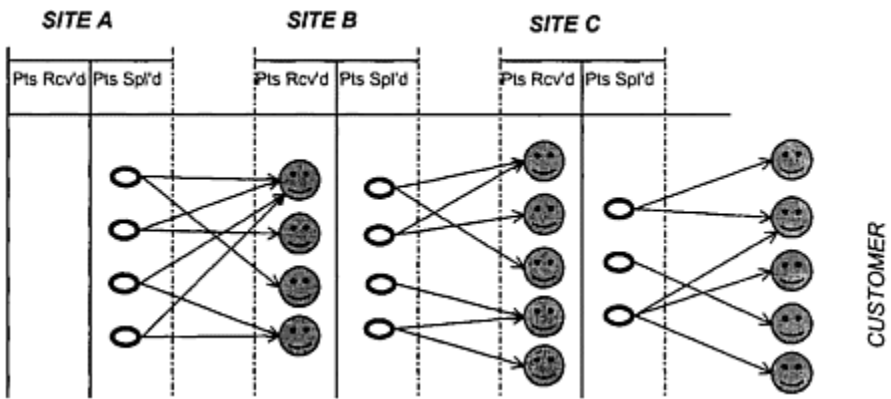 SITE A
SITE B
SITE C
Pts Rcv'd Pts Spl'd
Pts Rcv'd Pts Spl'd
Pts Rcv'd Pts Spl'd
CUSTOMER